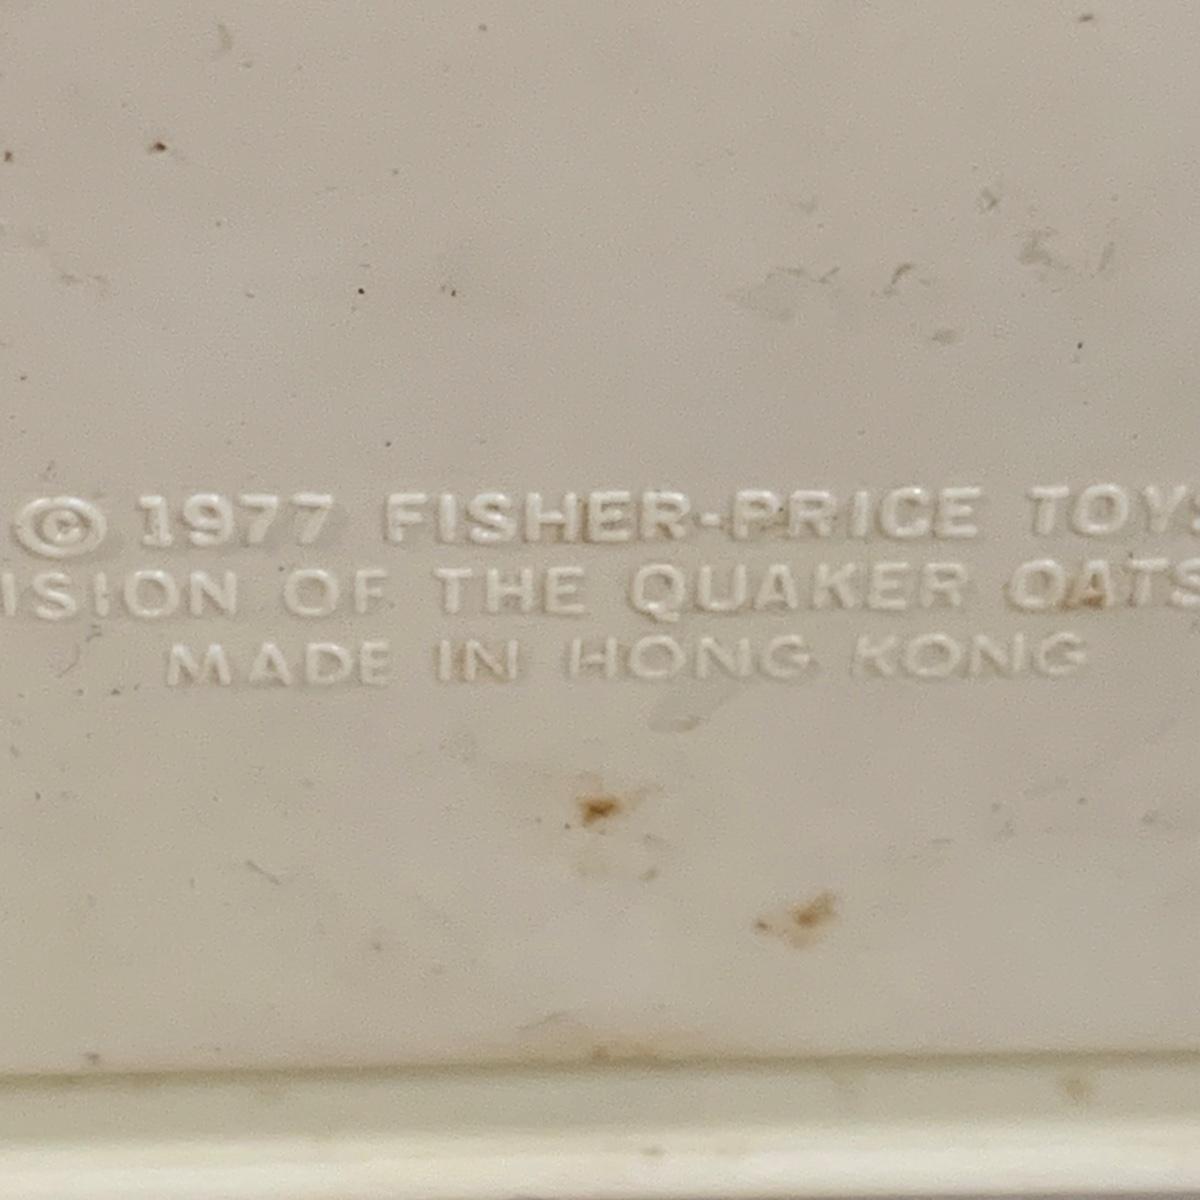 © 1977 FISHER-PRICE TOYS
ISION OF THE QUAKER OATS
MADE IN HONG KONG